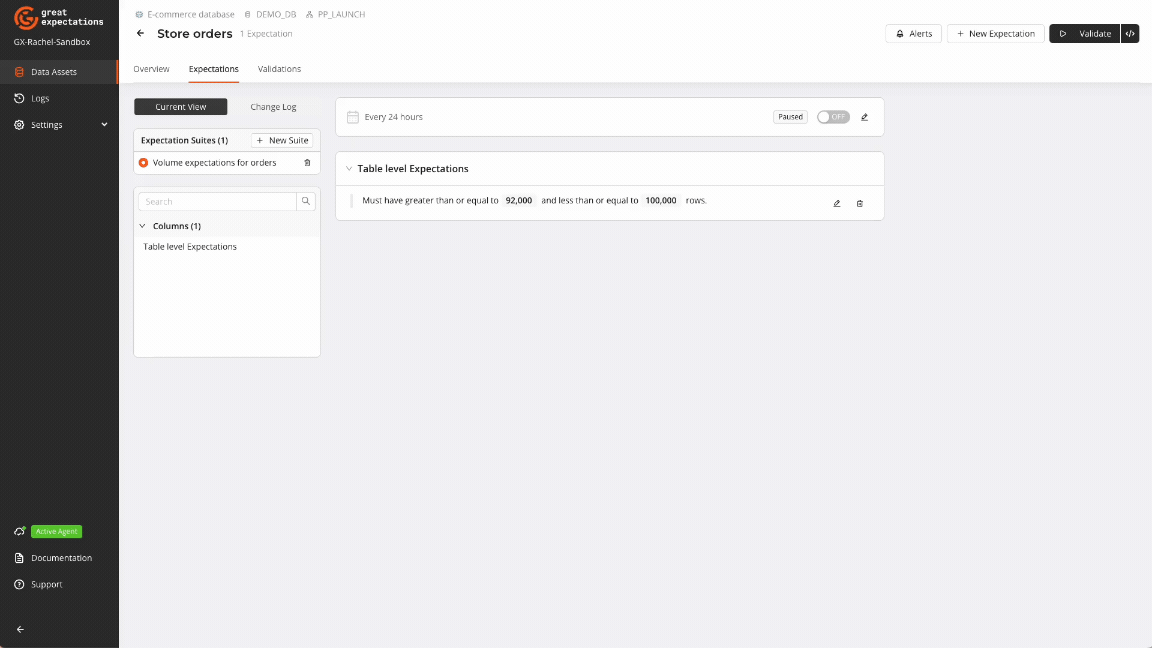 great
expectations
GX-Rachel-Sandbox
Data Assets
Logs
Settings
Active Agent
Documentation
Support
E-commerce database DEMO_DB PP_LAUNCH
Store orders 1 Expectation
Alerts
New Expectation
Validate
Overview Expectations Validations
Current View Change Log
Expectation Suites (1) New Suite
Volume expectations for orders
Search
Columns (1)
Table level Expectations
Every 24 hours Paused OFF
Table level Expectations
Must have greater than or equal to 92,000 and less than or equal to 100,000 rows.